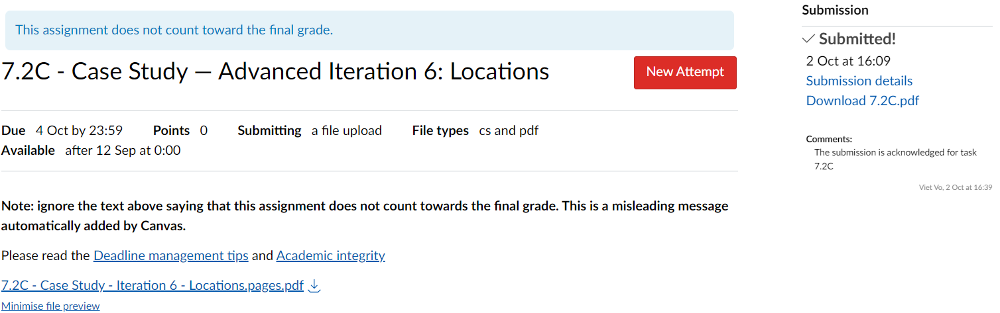 This assignment does not count toward the final grade.
7.2C - Case Study — Advanced Iteration 6: Locations
New Attempt
Due 4 Oct by 23:59 Points 0 Submitting a file upload File types cs and pdf
Available after 12 Sep at 0:00
Note: ignore the text above saying that this assignment does not count towards the final grade. This is a misleading message
automatically added by Canvas.
Please read the Deadline management tips and Academic integrity
7.2C - Case Study - Iteration 6 - Locations.pages.pdf
Minimise file preview
Submission
Submitted!
2 Oct at 16:09
Submission details
Download 7.2C.pdf
Comments:
The submission is acknowledged for task
7.2C
Viet Vo, 2 Oct at 16:39